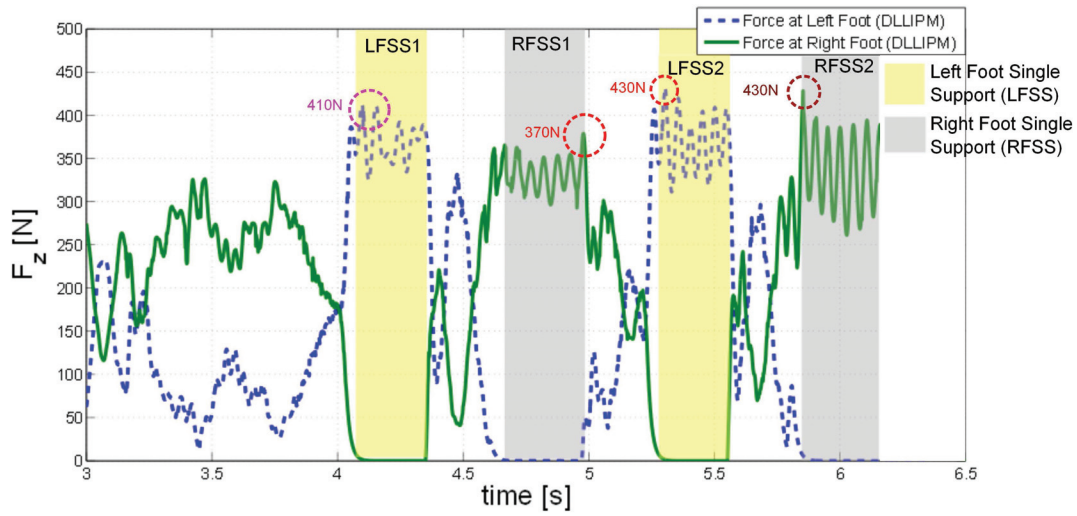 Force at Left Foot (DLLIPM)
Force at Right Foot (DLLIPM)
LFSS1
RFSS1
LFSS2
RFSS2
Left Foot Single
Support (LFSS)
Right Foot Single
Support (RFSS)
410N
370N
430N
430N
500
450
400
350
300
250
200
150
100
50
0
F_z [N]
3
3.5
4
4.5
5
5.5
6
6.5
time [s]